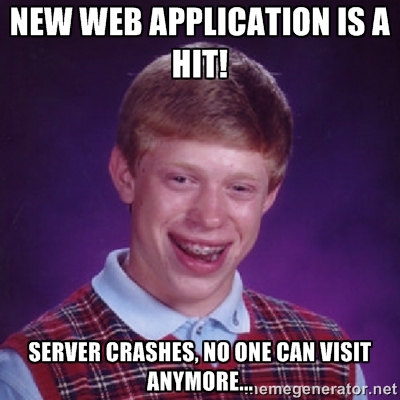 NEW WEB APPLICATION IS A
HIT!
SERVER CRASHES, NO ONE CAN VISIT
ANYMORE...
memegenerator.net